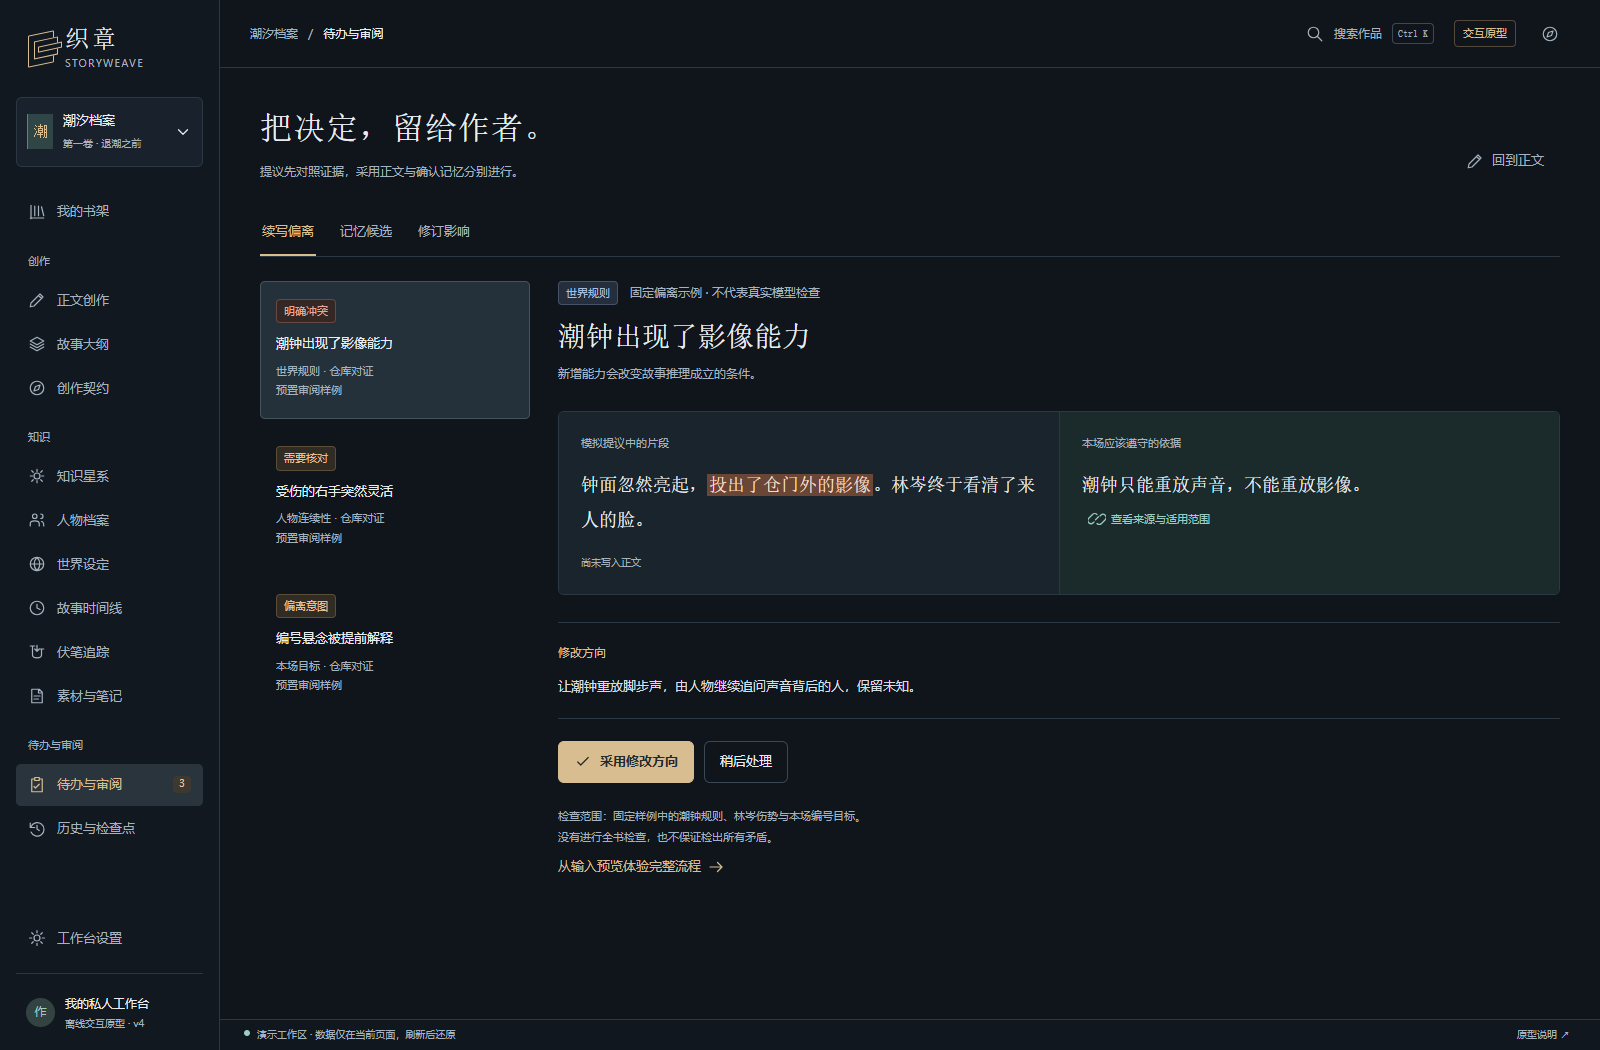 织章
STORYWEAVE
潮
潮汐档案
第一卷 · 退潮之前
我的书架
创作
正文创作
故事大纲
创作契约
知识
知识星系
人物档案
世界设定
故事时间线
伏笔追踪
素材与笔记
待办与审阅
待办与审阅
3
历史与检查点
工作台设置
作
我的私人工作台
离线交互原型 · v4
潮汐档案 / 待办与审阅
搜索作品 Ctrl K
交互原型
把决定，留给作者。
提议先对照证据，采用正文与确认记忆分别进行。
回到正文
续写偏离
记忆候选
修订影响
明确冲突
潮钟出现了影像能力
世界规则 · 仓库对证
预置审阅样例
需要核对
受伤的右手突然灵活
人物连续性 · 仓库对证
预置审阅样例
偏离意图
编号悬念被提前解释
本场目标 · 仓库对证
预置审阅样例
世界规则 固定偏离示例 · 不代表真实模型检查
潮钟出现了影像能力
新增能力会改变故事推理成立的条件。
模拟提议中的片段
钟面忽然亮起，投出了仓门外的影像。林岑终于看清了来
人的脸。
尚未写入正文
本场应该遵守的依据
潮钟只能重放声音，不能重放影像。
查看来源与适用范围
修改方向
让潮钟重放脚步声，由人物继续追问声音背后的人，保留未知。
采用修改方向
稍后处理
检查范围：固定样例中的潮钟规则、林岑伤势与本场编号目标。
没有进行全书检查，也不保证检出所有矛盾。
从输入预览体验完整流程 →
演示工作区 · 数据仅在当前页面，刷新后还原
原型说明 ↗